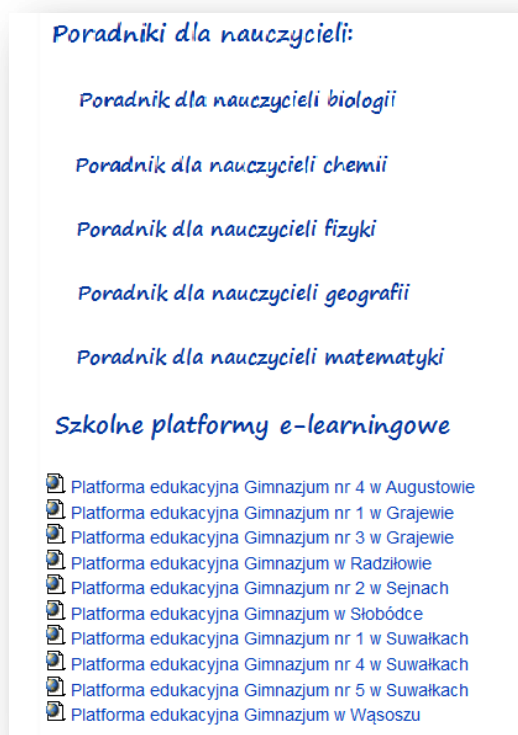 Poradniki dla nauczycieli:
Poradnik dla nauczycieli biologii
Poradnik dla nauczycieli chemii
Poradnik dla nauczycieli fizyki
Poradnik dla nauczycieli geografii
Poradnik dla nauczycieli matematyki
Szkolne platformy e-learningowe
Platforma edukacyjna Gimnazjum nr 4 w Augustowie
Platforma edukacyjna Gimnazjum nr 1 w Grajewie
Platforma edukacyjna Gimnazjum nr 3 w Grajewie
Platforma edukacyjna Gimnazjum w Radziłowie
Platforma edukacyjna Gimnazjum nr 2 w Sejnach
Platforma edukacyjna Gimnazjum w Słobódce
Platforma edukacyjna Gimnazjum nr 1 w Suwałkach
Platforma edukacyjna Gimnazjum nr 4 w Suwałkach
Platforma edukacyjna Gimnazjum nr 5 w Suwałkach
Platforma edukacyjna Gimnazjum w Wąsoszu